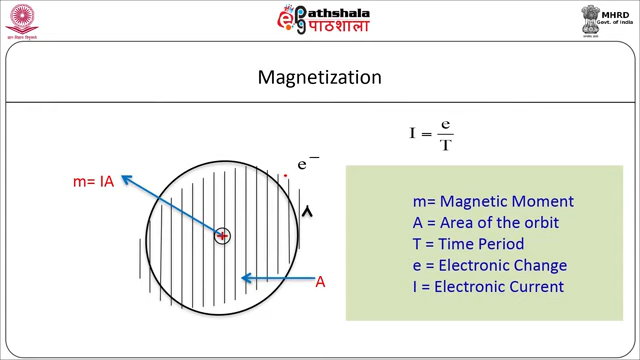 Pathshala
पाठशाला
MHRD
Govt. of India
Magnetization
I = e / T
e⁻
m= IA
A
m= Magnetic Moment
A = Area of the orbit
T = Time Period
e = Electronic Change
I = Electronic Current